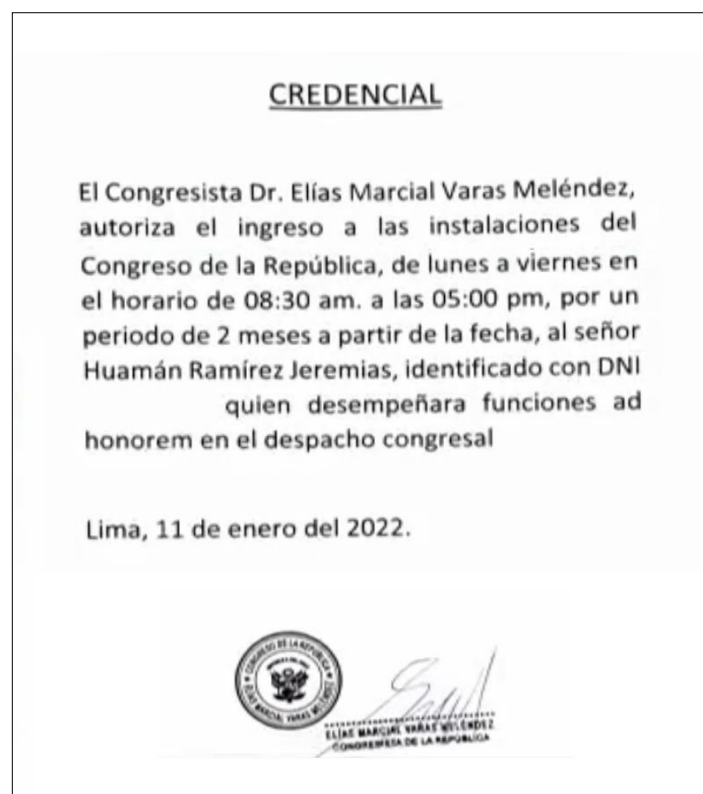 CREDENCIAL
El Congresista Dr. Elías Marcial Varas Meléndez,
autoriza el ingreso a las instalaciones del
Congreso de la República, de lunes a viernes en
el horario de 08:30 am. a las 05:00 pm, por un
periodo de 2 meses a partir de la fecha, al señor
Huamán Ramírez Jeremias, identificado con DNI
quien desempeñara funciones ad
honorem en el despacho congresal
Lima, 11 de enero del 2022.
CONGRESO DE LA REPÚBLICA
ELÍAS MARCIAL VARAS MELÉNDEZ
ELÍAS MARCIAL VARAS MELÉNDEZ
CONGRESISTA DE LA REPÚBLICA